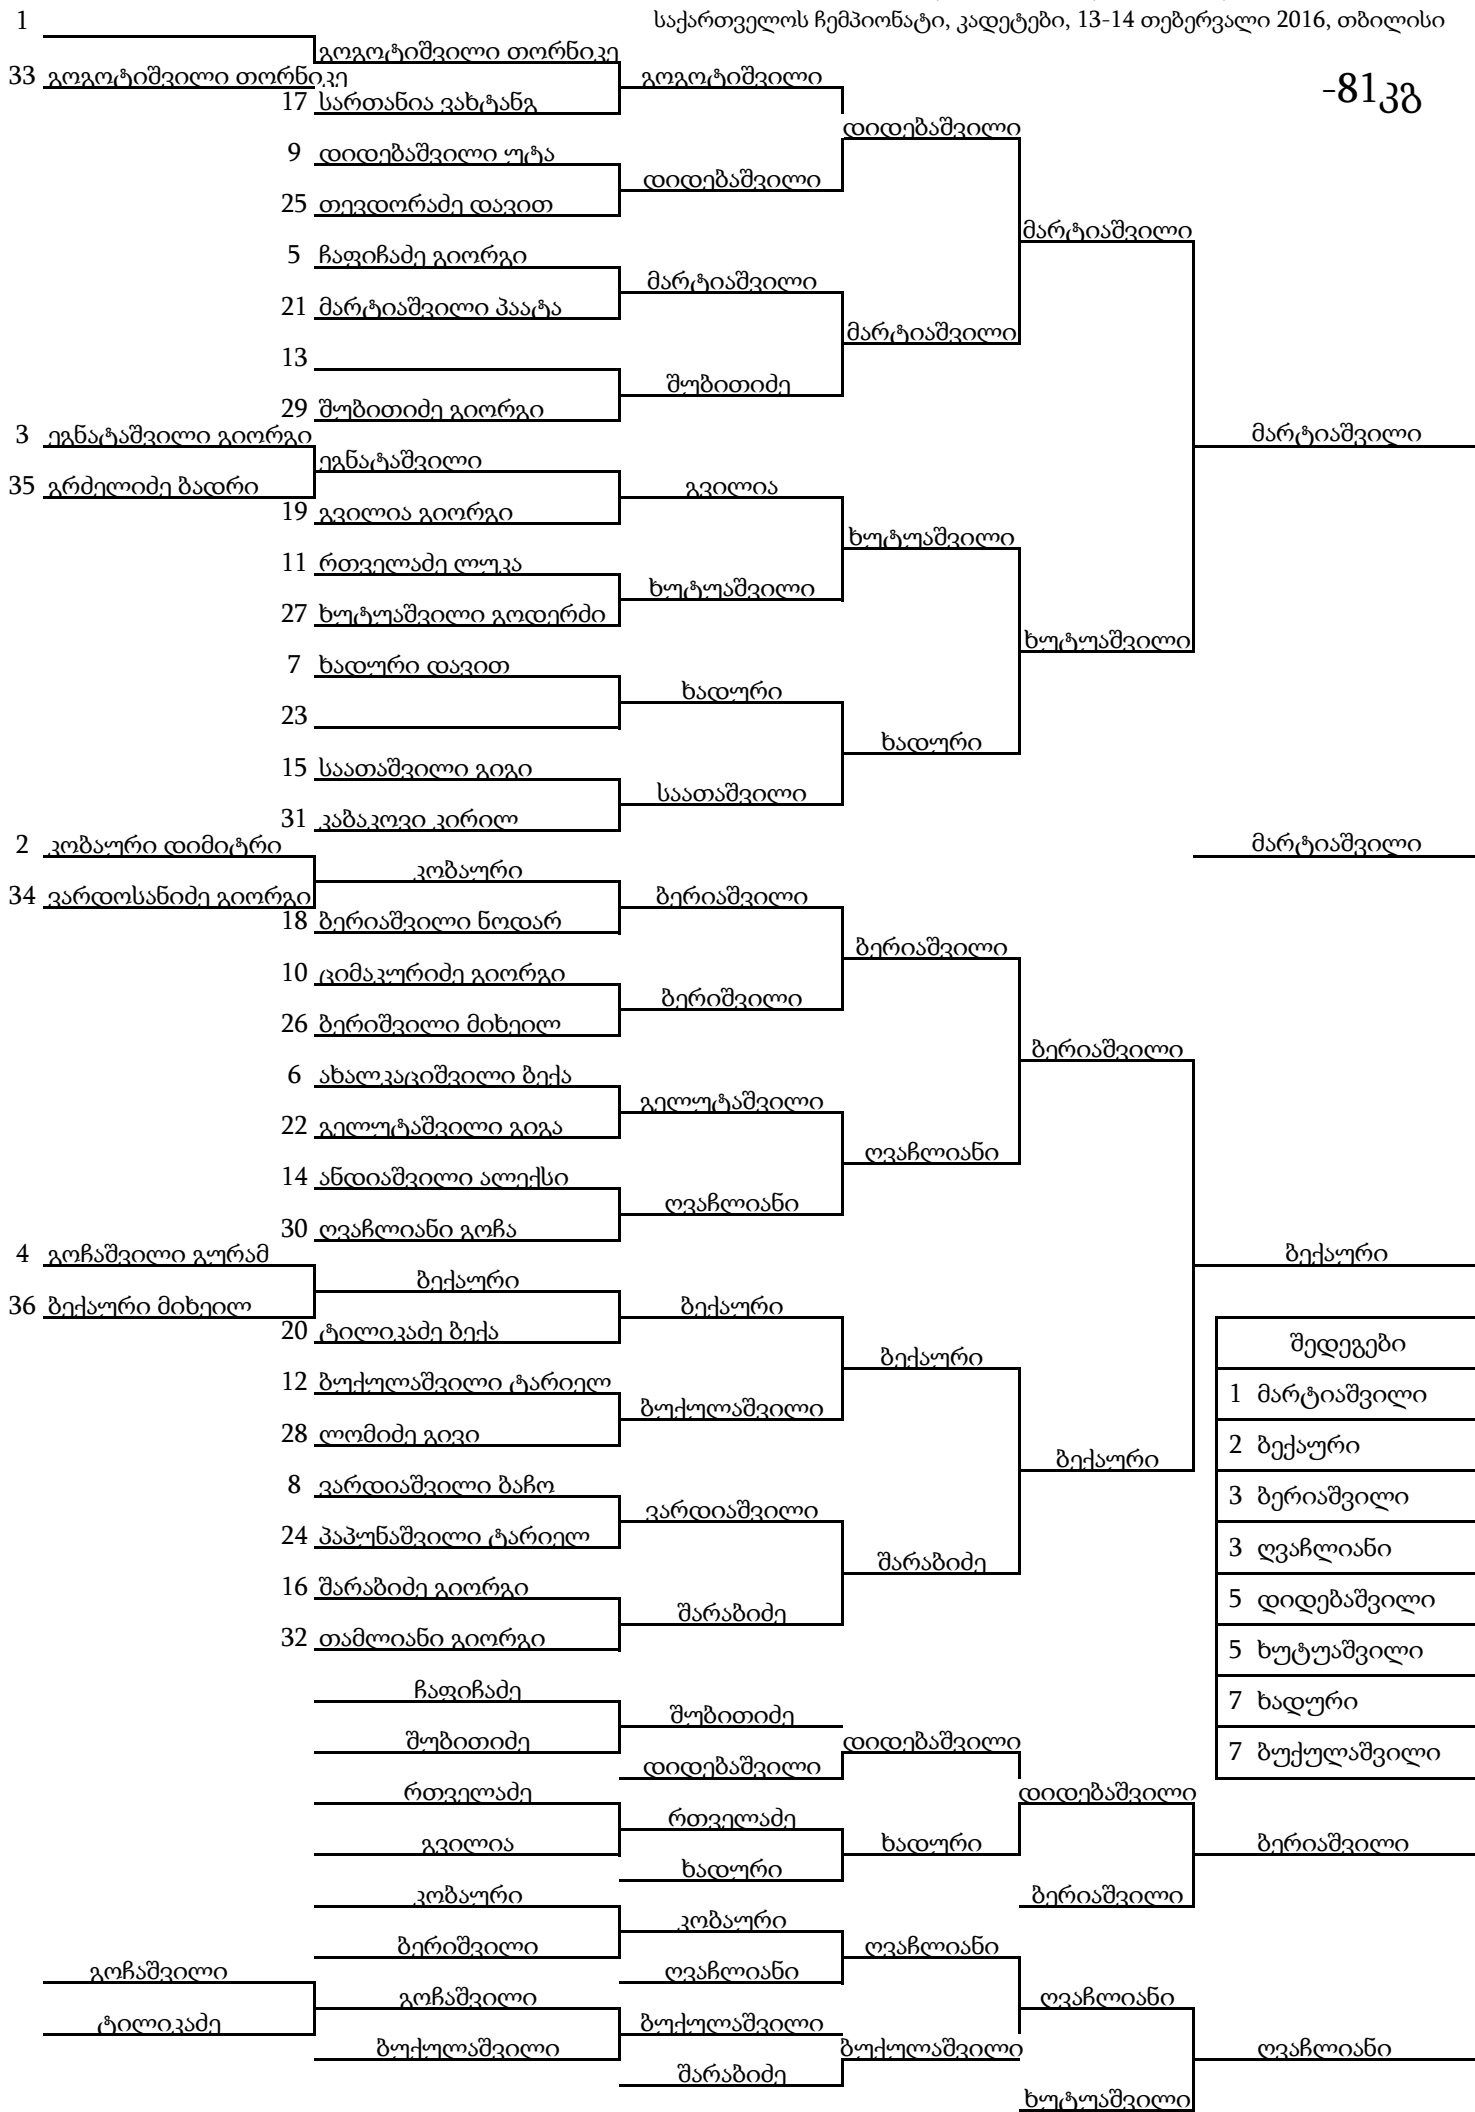 საქართველოს ჩემპიონატი, კადეტები, 13-14 თებერვალი 2016, თბილისი
-81კგ
1
გოგოტიშვილი თორნიკე
33 გოგოტიშვილი თორნიკე
გოგოტიშვილი
17 სართანია ვახტანგ
დიდებაშვილი
9 დიდებაშვილი უტა
დიდებაშვილი
25 თევდორაძე დავით
მარტიაშვილი
5 ჩაფიჩაძე გიორგი
მარტიაშვილი
21 მარტიაშვილი პაატა
მარტიაშვილი
13
შუბითიძე
29 შუბითიძე გიორგი
3 ეგნატაშვილი გიორგი
მარტიაშვილი
ეგნატაშვილი
35 გრძელიძე ბადრი
გვილია
19 გვილია გიორგი
ხუტუაშვილი
11 რთველაძე ლუკა
ხუტუაშვილი
27 ხუტუაშვილი გოდერძი
ხუტუაშვილი
7 ხადური დავით
ხადური
23
ხადური
15 საათაშვილი გიგი
საათაშვილი
31 კაბაკოვი კირილ
2 კობაური დიმიტრი
მარტიაშვილი
კობაური
34 ვარდოსანიძე გიორგი
ბერიაშვილი
18 ბერიაშვილი ნოდარ
ბერიაშვილი
10 ციმაკურიძე გიორგი
ბერიშვილი
26 ბერიშვილი მიხეილ
ბერიაშვილი
6 ახალკაციშვილი ბექა
გელუტაშვილი
22 გელუტაშვილი გიგა
ღვაჩლიანი
14 ანდიაშვილი ალექსი
ღვაჩლიანი
30 ღვაჩლიანი გოჩა
4 გოჩაშვილი გურამ
ბექაური
ბექაური
36 ბექაური მიხეილ
ბექაური
20 ტილიკაძე ბექა
შედეგები
ბექაური
12 ბუქულაშვილი ტარიელ
1 მარტიაშვილი
ბუქულაშვილი
28 ლომიძე გივი
2 ბექაური
ბექაური
8 ვარდიაშვილი ბაჩო
3 ბერიაშვილი
ვარდიაშვილი
24 პაპუნაშვილი ტარიელ
3 ღვაჩლიანი
შარაბიძე
16 შარაბიძე გიორგი
5 დიდებაშვილი
შარაბიძე
32 თამლიანი გიორგი
5 ხუტუაშვილი
ჩაფიჩაძე
7 ხადური
შუბითიძე
შუბითიძე
დიდებაშვილი
7 ბუქულაშვილი
დიდებაშვილი
რთველაძე
დიდებაშვილი
რთველაძე
გვილია
ხადური
ბერიაშვილი
ხადური
კობაური
ბერიაშვილი
კობაური
ბერიშვილი
ღვაჩლიანი
გოჩაშვილი
ღვაჩლიანი
გოჩაშვილი
ღვაჩლიანი
ტილიკაძე
ბუქულაშვილი
ბუქულაშვილი
ბუქულაშვილი
ღვაჩლიანი
შარაბიძე
ხუტუაშვილი